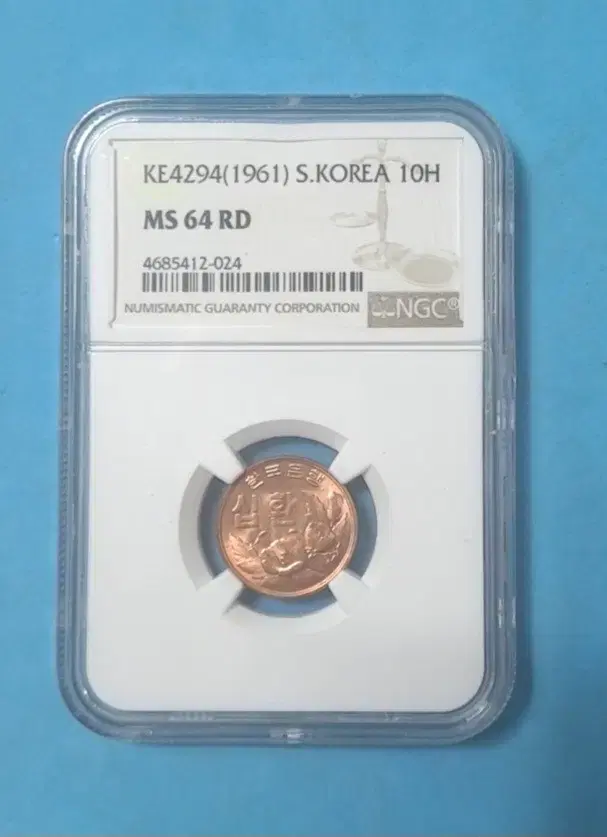 KE4294(1961) S.KOREA 10H
MS 64 RD
4685412-024
NUMISMATIC GUARANTY CORPORATION
NGC®
한국은행
십환